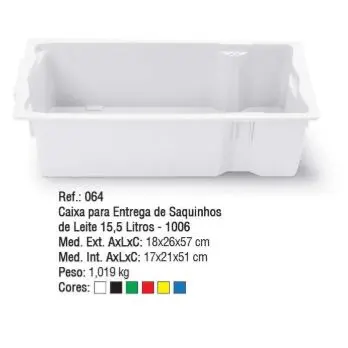 Ref.: 064
Caixa para Entrega de Saquinhos
de Leite 15,5 Litros - 1006
Med. Ext. AxLxC: 18x26x57 cm
Med. Int. AxLxC: 17x21x51 cm
Peso: 1,019 kg
Cores: